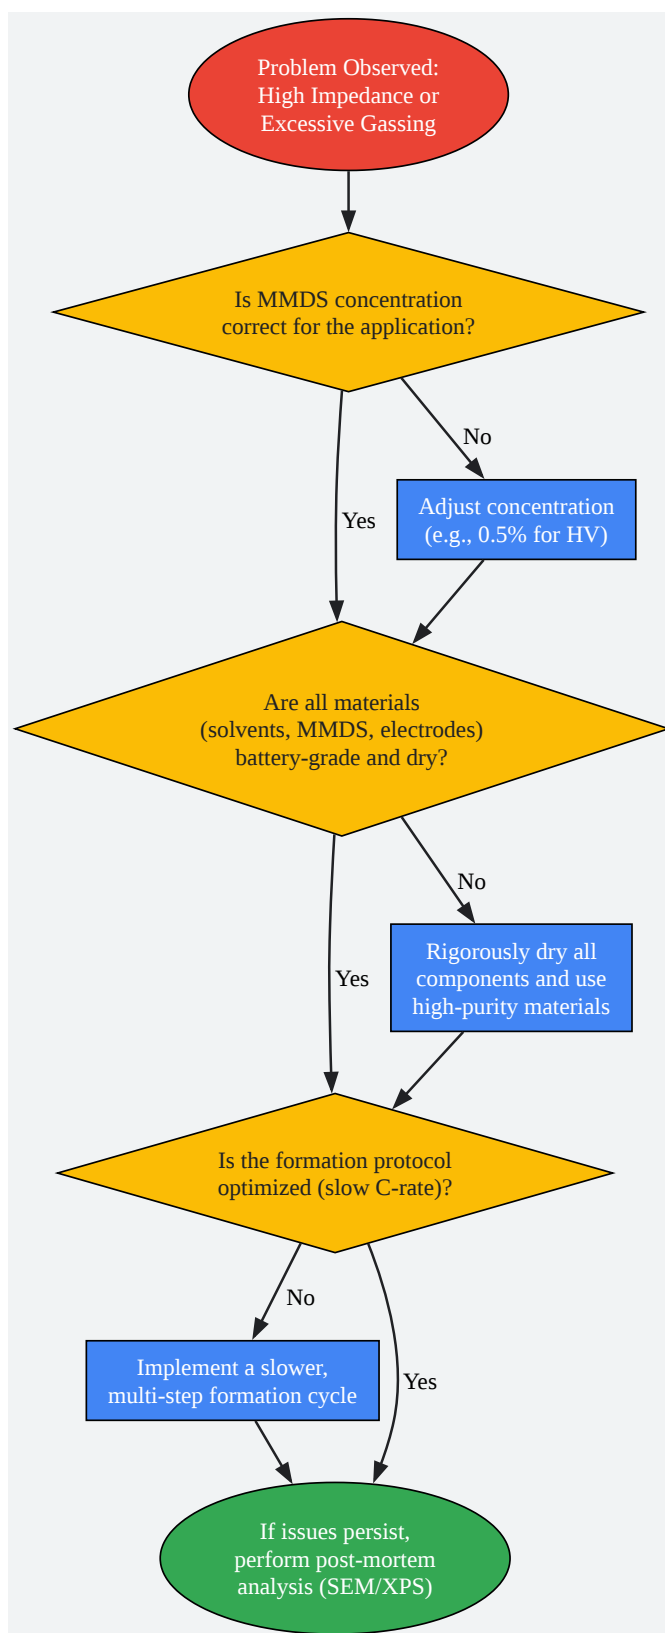 Problem Observed:
High Impedance or
Excessive Gassing
Is MMDS concentration
correct for the application?
No
Adjust concentration
(e.g., 0.5% for HV)
Yes
Are all materials
(solvents, MMDS, electrodes)
battery-grade and dry?
No
Rigorously dry all
components and use
high-purity materials
Yes
Is the formation protocol
optimized (slow C-rate)?
No
Implement a slower,
multi-step formation cycle
Yes
If issues persist,
perform post-mortem
analysis (SEM/XPS)